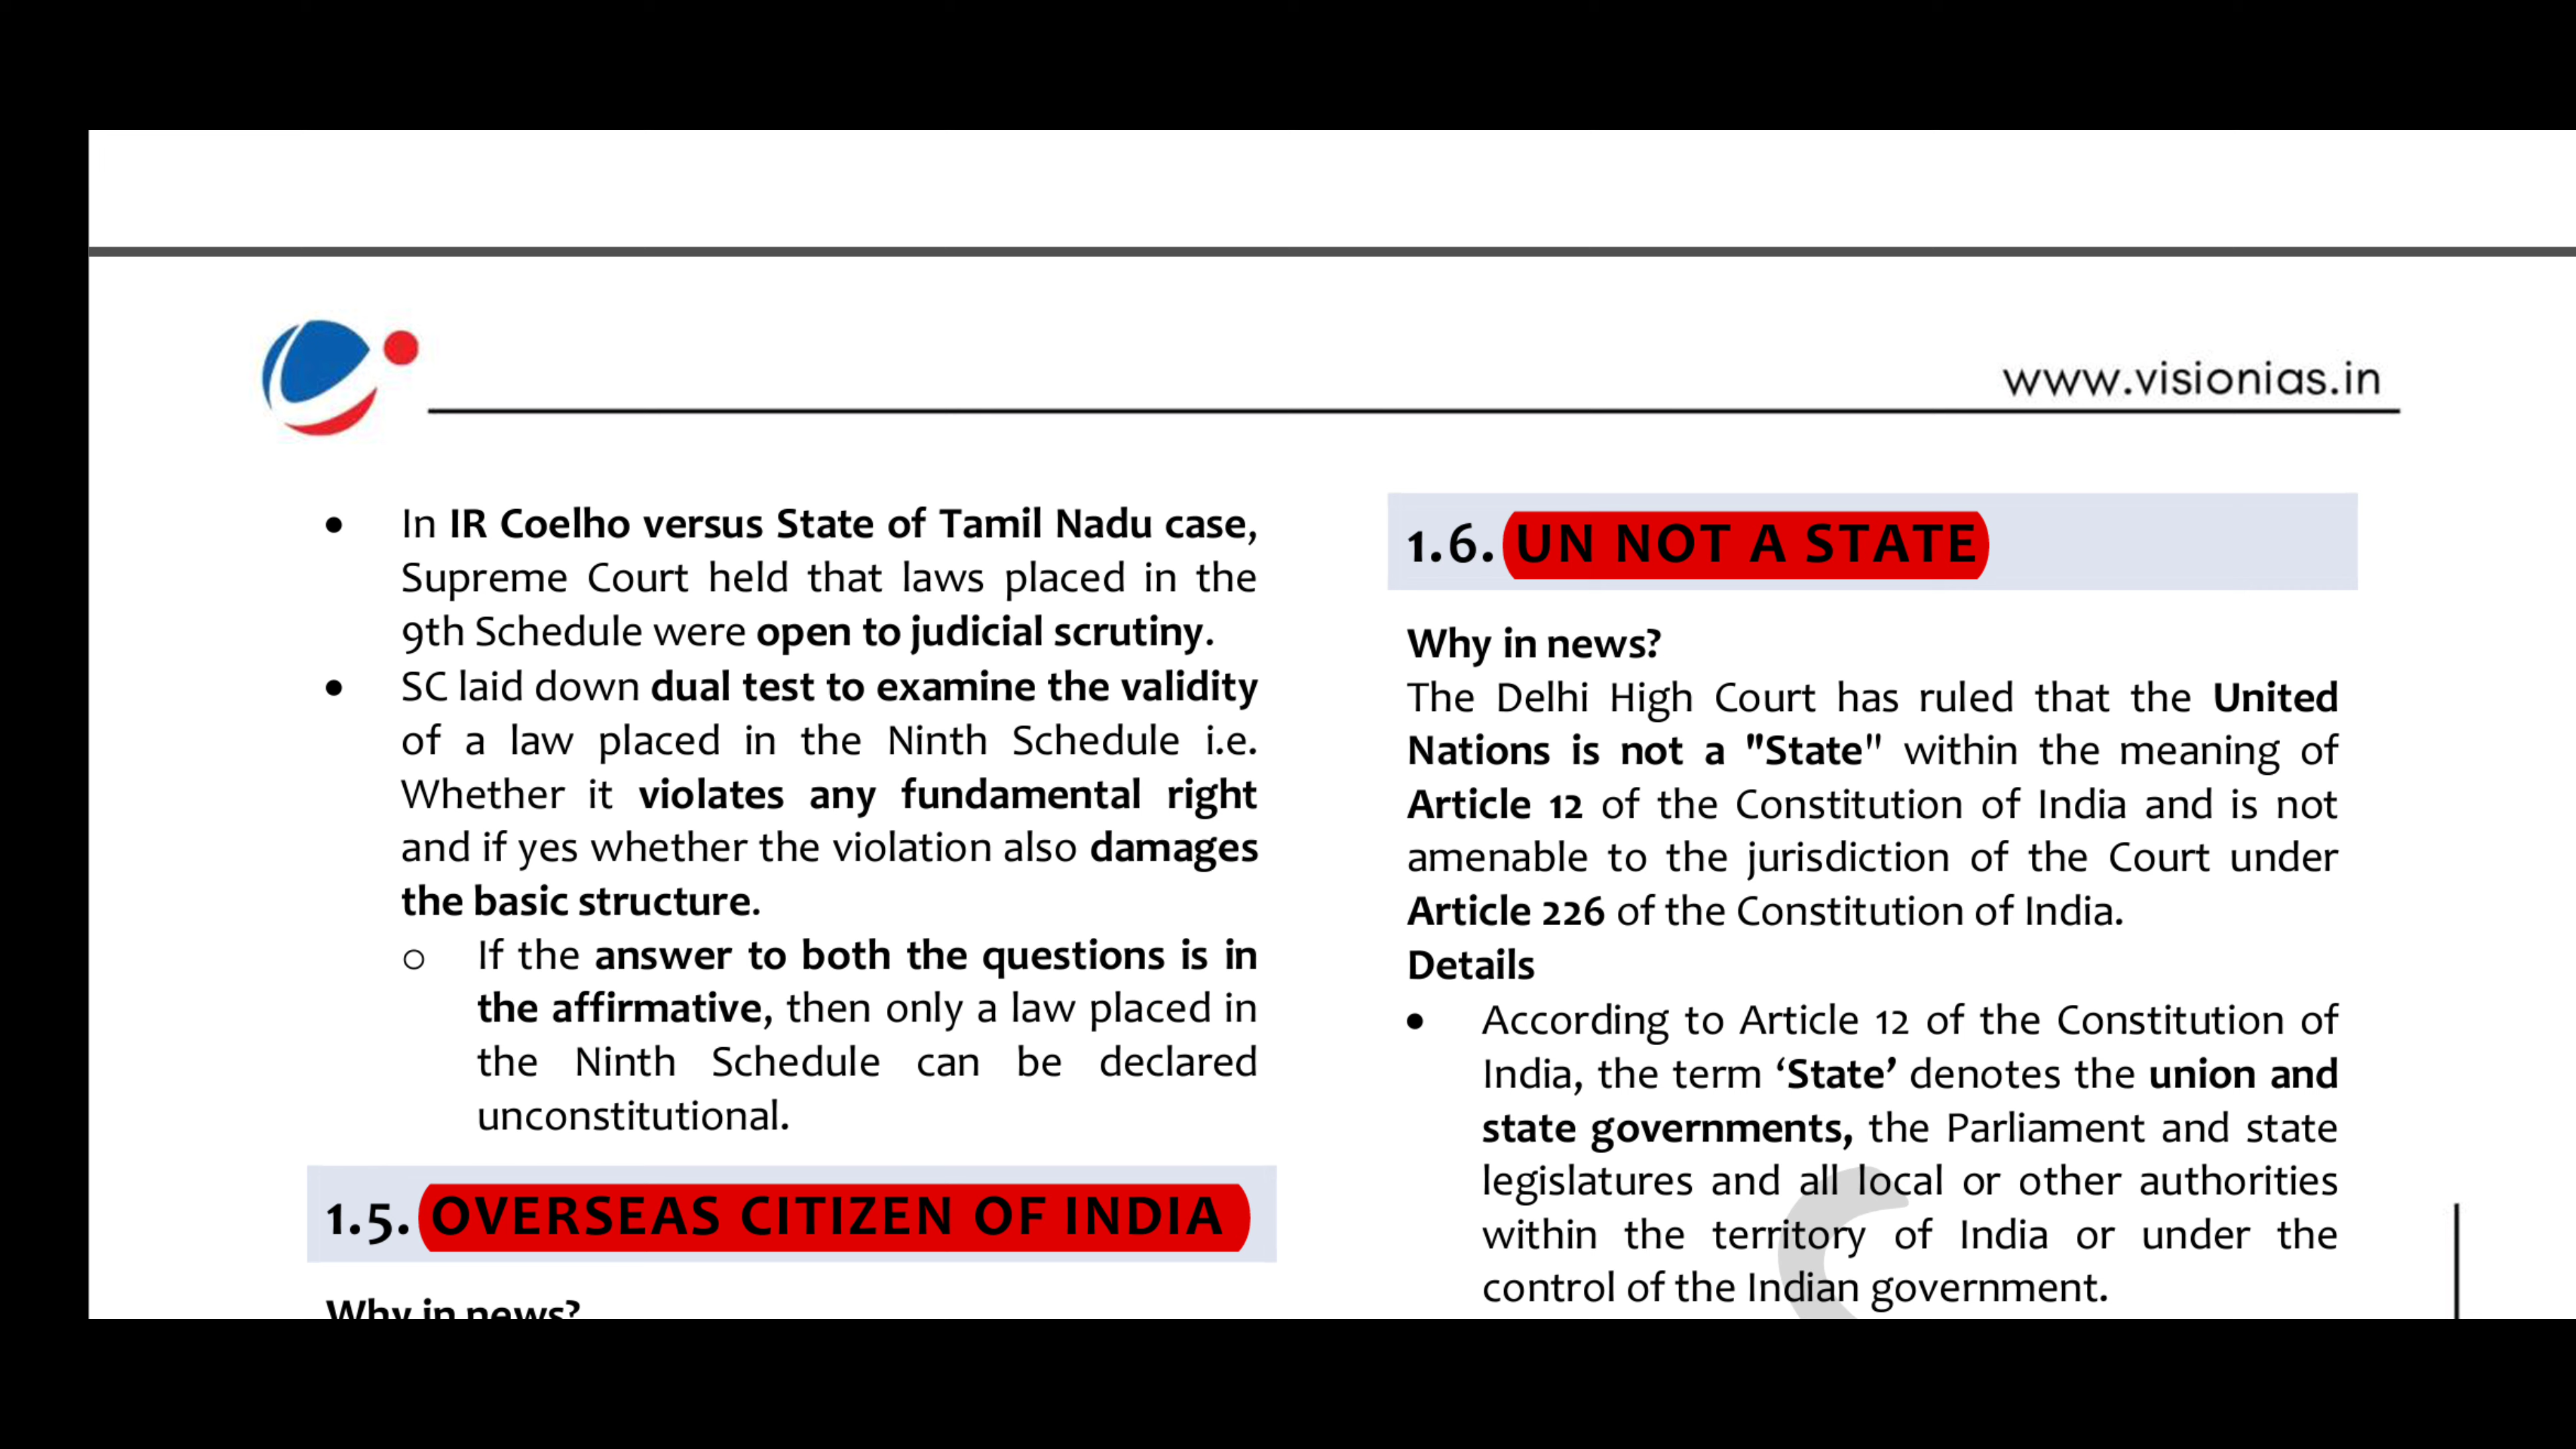 www.visionias.in
• In IR Coelho versus State of Tamil Nadu case,
Supreme Court held that laws placed in the
9th Schedule were open to judicial scrutiny.
• SC laid down dual test to examine the validity
of a law placed in the Ninth Schedule i.e.
Whether it violates any fundamental right
and if yes whether the violation also damages
the basic structure.
o If the answer to both the questions is in
the affirmative, then only a law placed in
the Ninth Schedule can be declared
unconstitutional.
1.5. OVERSEAS CITIZEN OF INDIA
Why in news?
1.6. UN NOT A STATE
Why in news?
The Delhi High Court has ruled that the United
Nations is not a "State" within the meaning of
Article 12 of the Constitution of India and is not
amenable to the jurisdiction of the Court under
Article 226 of the Constitution of India.
Details
• According to Article 12 of the Constitution of
India, the term ‘State’ denotes the union and
state governments, the Parliament and state
legislatures and all local or other authorities
within the territory of India or under the
control of the Indian government.